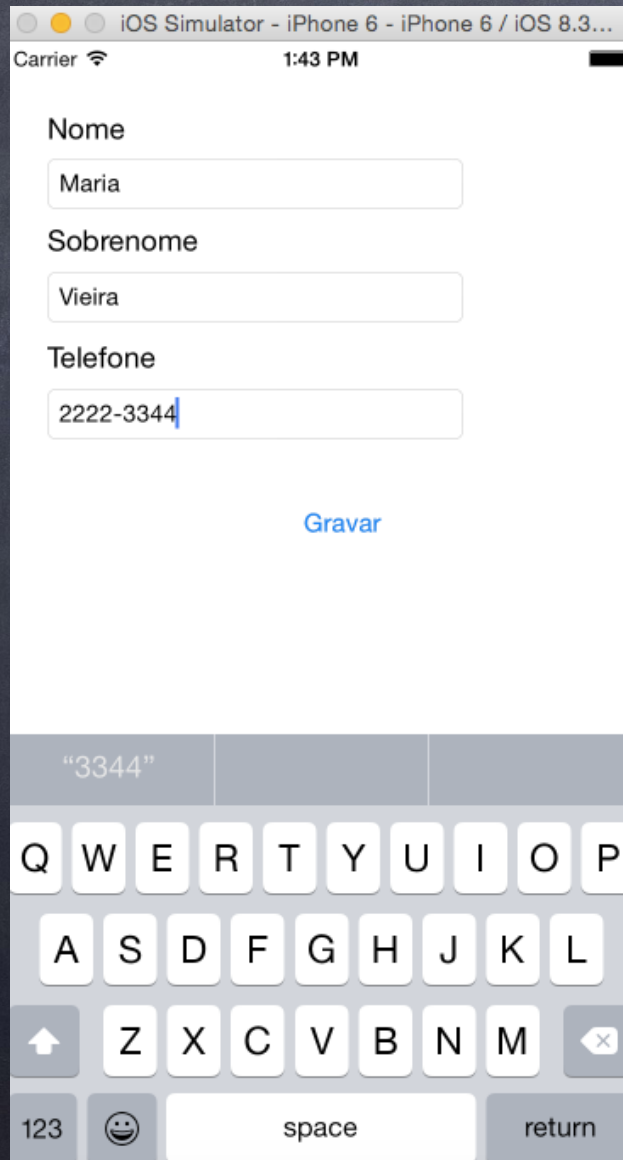 iOS Simulator - iPhone 6 - iPhone 6 / iOS 8.3...
Carrier 1:43 PM
Nome
Maria
Sobrenome
Vieira
Telefone
2222-3344
Gravar
“3344”
Q W E R T Y U I O P
A S D F G H J K L
Z X C V B N M
123 space return